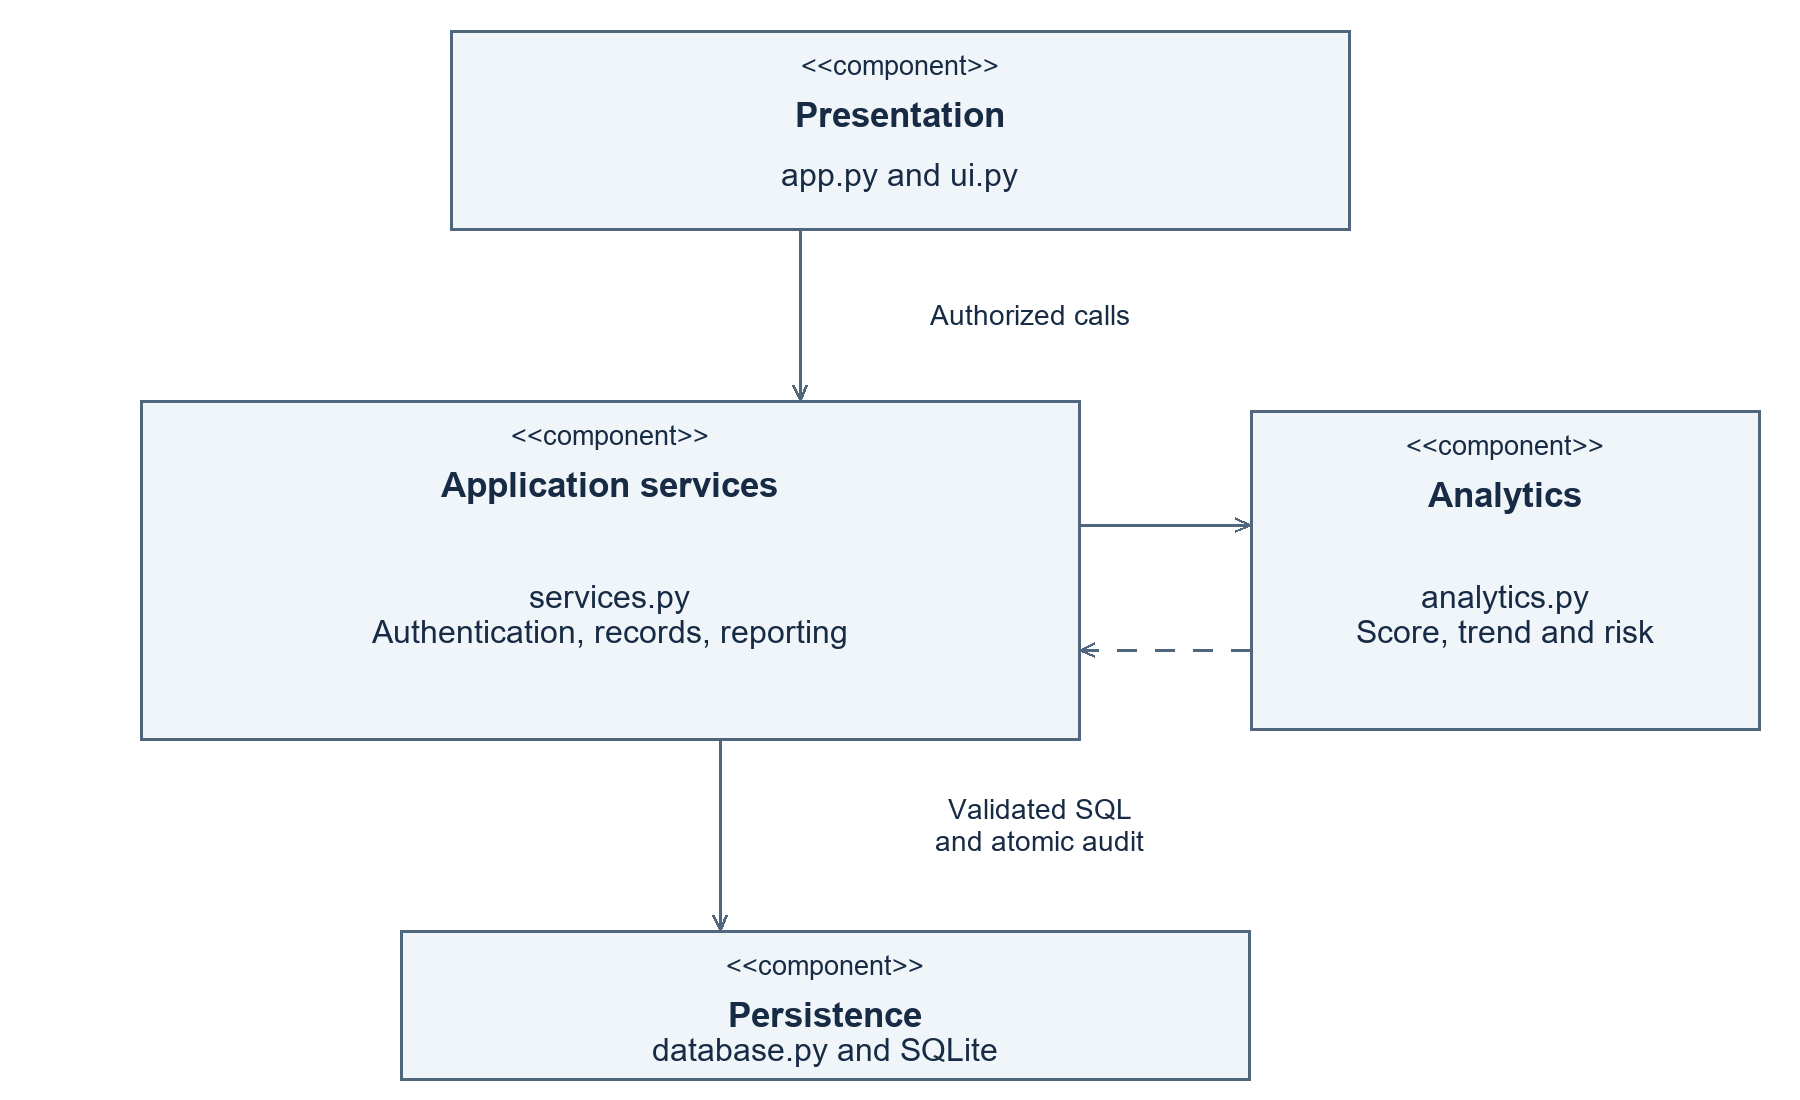 <<component>>
Presentation
app.py and ui.py
Authorized calls
<<component>>
Application services
services.py
Authentication, records, reporting
<<component>>
Analytics
analytics.py
Score, trend and risk
Validated SQL
and atomic audit
<<component>>
Persistence
database.py and SQLite